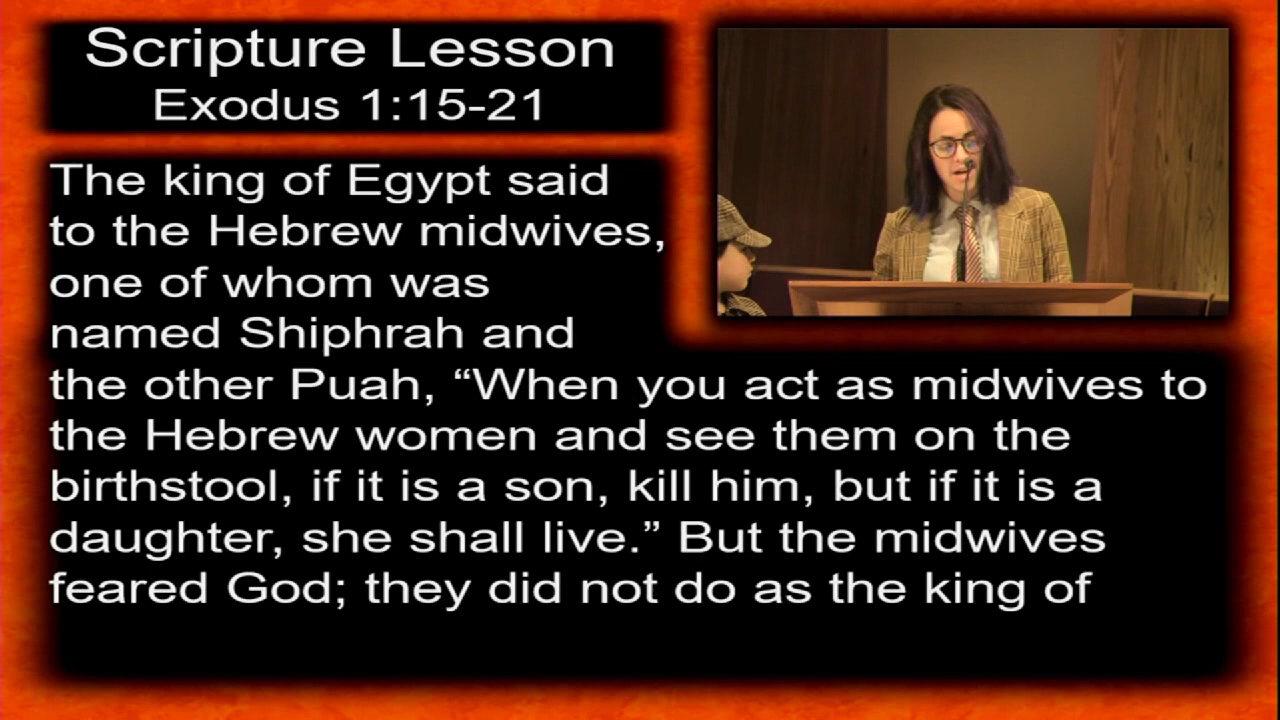 Scripture Lesson
Exodus 1:15-21
The king of Egypt said
to the Hebrew midwives,
one of whom was
named Shiphrah and
the other Puah, “When you act as midwives to
the Hebrew women and see them on the
birthstool, if it is a son, kill him, but if it is a
daughter, she shall live.” But the midwives
feared God; they did not do as the king of